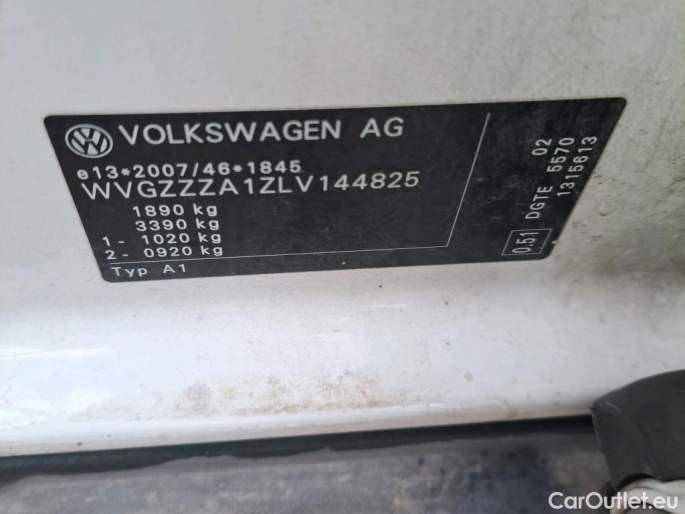 VOLKSWAGEN AG
e13*2007/46*1845
WVGZZZA1ZLV144825
1890 kg
3390 kg
1 - 1020 kg
2 - 0920 kg
Typ A1
02
DGTE 5570
1315613
0,51
CarOutlet.eu